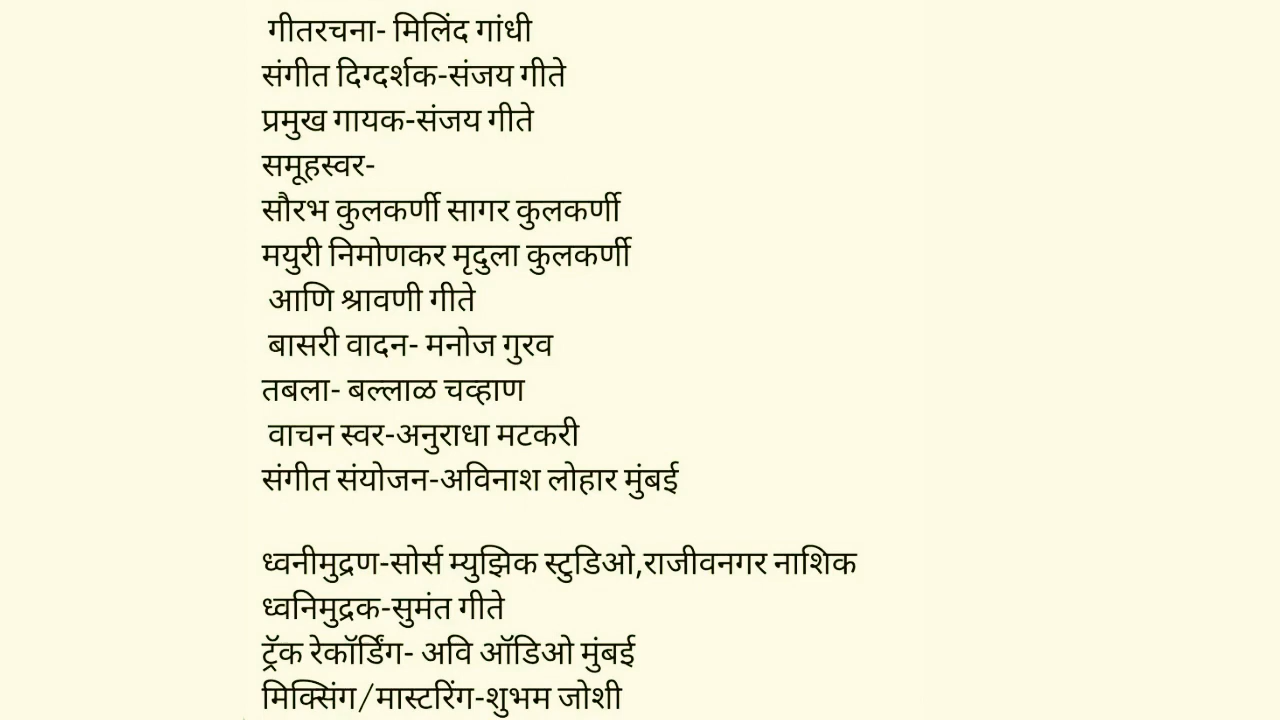 गीतरचना- मिलिंद गांधी
संगीत दिग्दर्शक-संजय गीते
प्रमुख गायक-संजय गीते
समूहस्वर-
सौरभ कुलकर्णी सागर कुलकर्णी
मयुरी निमोणकर मृदुला कुलकर्णी
आणि श्रावणी गीते
बासरी वादन- मनोज गुरव
तबला- बल्लाळ चव्हाण
वाचन स्वर-अनुराधा मटकरी
संगीत संयोजन-अविनाश लोहार मुंबई
ध्वनीमुद्रण-सोर्स म्युझिक स्टुडिओ,राजीवनगर नाशिक
ध्वनिमुद्रक-सुमंत गीते
ट्रॅक रेकॉर्डिंग- अवि ऑडिओ मुंबई
मिक्सिंग/मास्टरिंग-शुभम जोशी